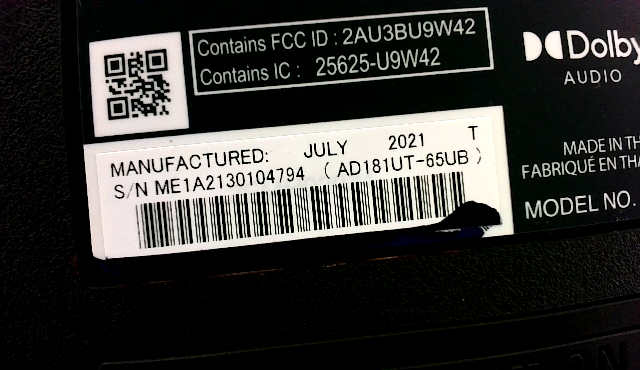 Contains FCC ID : 2AU3BU9W42
Contains IC : 25625-U9W42
Dolby
AUDIO
MANUFACTURED: JULY 2021 T
S/N ME1A2130104794 ( AD181UT-65UB )
MADE IN TH
FABRIQUÉ EN THA
MODEL NO.